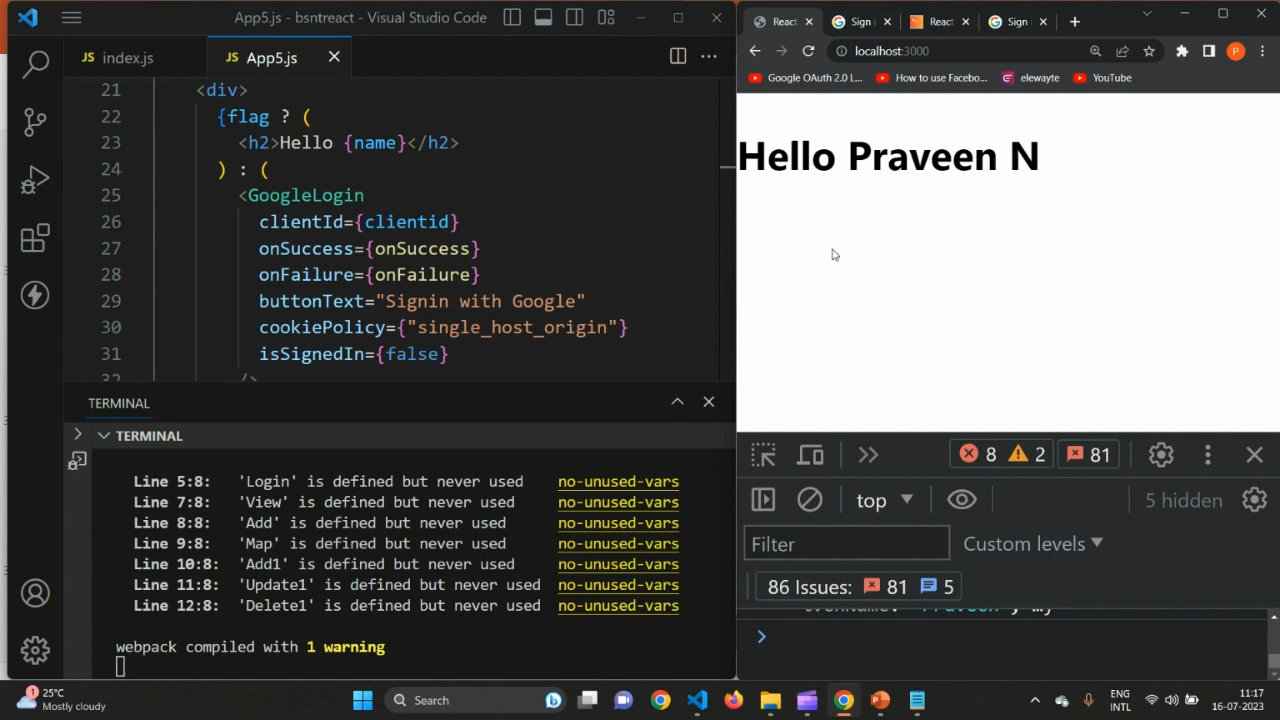 App5.js - bsntreact - Visual Studio Code
JS index.js
JS App5.js
21 <div>
22 {flag ? (
23 <h2>Hello {name}</h2>
24 ) : (
25 <GoogleLogin
26 clientId={clientid}
27 onSuccess={onSuccess}
28 onFailure={onFailure}
29 buttonText="Signin with Google"
30 cookiePolicy={"single_host_origin"}
31 isSignedIn={false}
32 />
TERMINAL
TERMINAL
Line 5:8: 'Login' is defined but never used no-unused-vars
Line 7:8: 'View' is defined but never used no-unused-vars
Line 8:8: 'Add' is defined but never used no-unused-vars
Line 9:8: 'Map' is defined but never used no-unused-vars
Line 10:8: 'Add1' is defined but never used no-unused-vars
Line 11:8: 'Update1' is defined but never used no-unused-vars
Line 12:8: 'Delete1' is defined but never used no-unused-vars
webpack compiled with 1 warning
React
Sign
React
Sign
localhost:3000
P
Google OAuth 2.0 L...
How to use Facebo...
elewayte
YouTube
Hello Praveen N
8
2
81
top
5 hidden
Filter
Custom levels
86 Issues: 81 5
1
25°C
Mostly cloudy
Search
ENG
INTL
11:17
16-07-2023